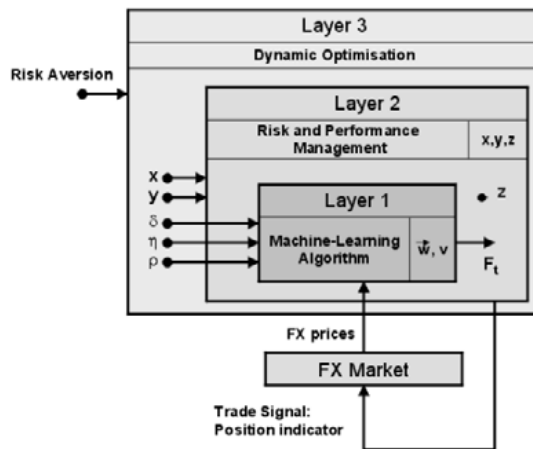 Layer 3
Dynamic Optimisation
Risk Aversion
Layer 2
Risk and Performance
Management
x,y,z
x
y
z
δ
η
ρ
Layer 1
Machine-Learning
Algorithm
w, v
Ft
FX prices
FX Market
Trade Signal:
Position indicator